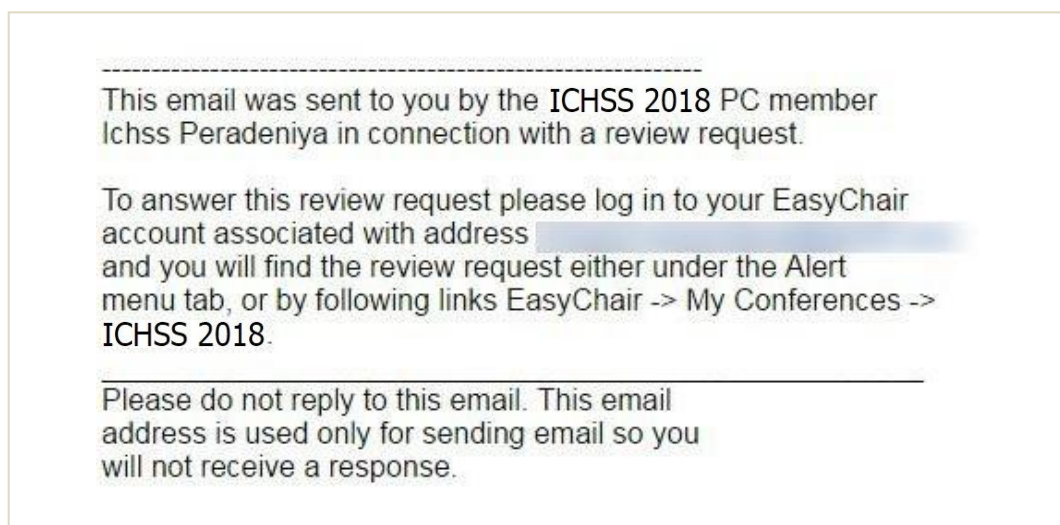 ------------------------------------------------------------
This email was sent to you by the ICHSS 2018 PC member
Ichss Peradeniya in connection with a review request.
To answer this review request please log in to your EasyChair
account associated with address
and you will find the review request either under the Alert
menu tab, or by following links EasyChair -> My Conferences ->
ICHSS 2018.
Please do not reply to this email. This email
address is used only for sending email so you
will not receive a response.